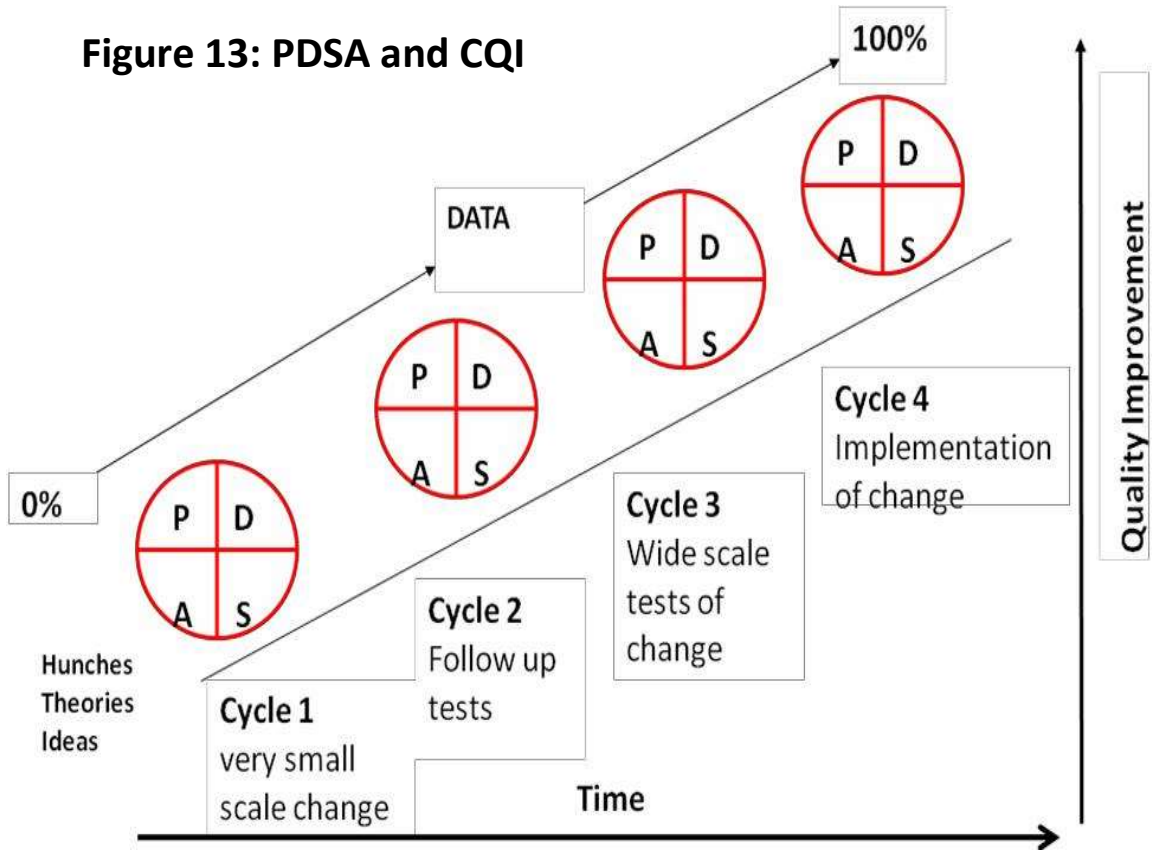 Figure 13: PDSA and CQI
100%
P D
A S
DATA
P D
A S
P D
A S
0%
P D
A S
Hunches
Theories
Ideas
Cycle 1
very small
scale change
Cycle 2
Follow up
tests
Cycle 3
Wide scale
tests of
change
Cycle 4
Implementation
of change
Time
Quality Improvement